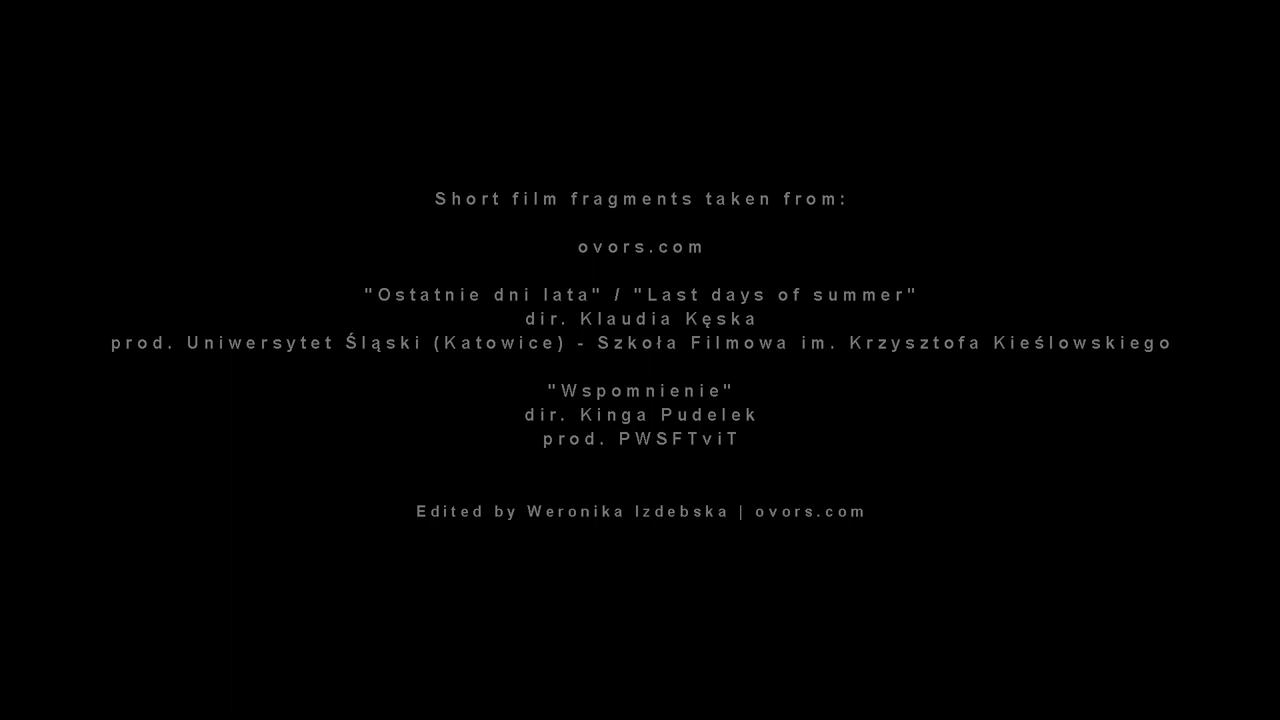 Short film fragments taken from:
ovors.com
"Ostatnie dni lata" / "Last days of summer"
dir. Klaudia Kęska
prod. Uniwersytet Śląski (Katowice) - Szkoła Filmowa im. Krzysztofa Kieślowskiego
"Wspomnienie"
dir. Kinga Pudelek
prod. PWSFTviT
Edited by Weronika Izdebska | ovors.com